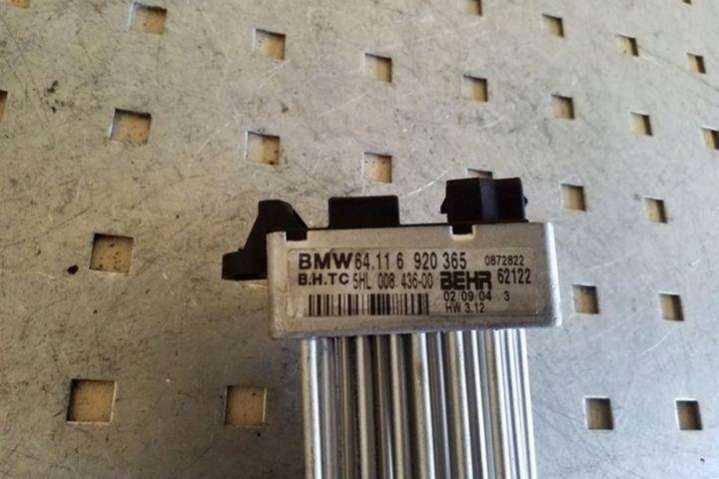 BMW 64.11 6 920 365 0872822
B.H.TC 5HL 008 436-00 BEHR 62122
02 09 04 3
HW 3.12